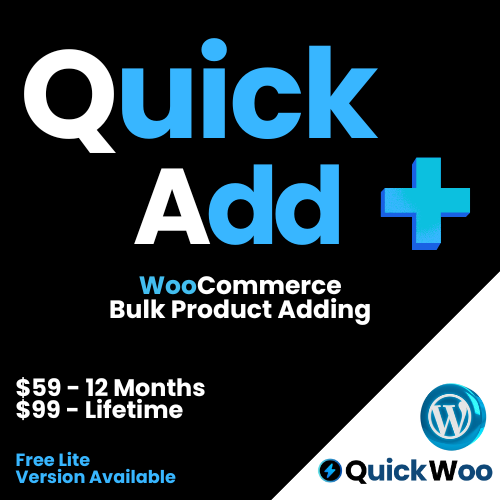 Quick
Add +
WooCommerce
Bulk Product Adding
$59 - 12 Months
$99 - Lifetime
Free Lite
Version Available
W
QuickWoo